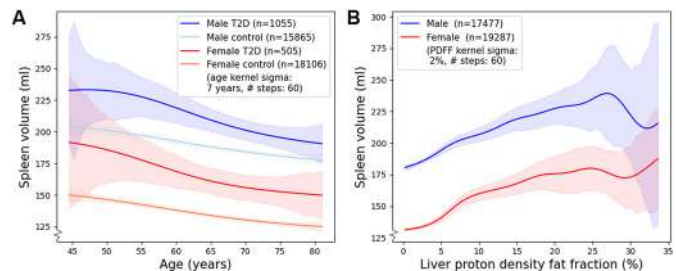 A
Male T2D (n=1055)
Male control (n=15865)
Female T2D (n=505)
Female control (n=18106)
(age kernel sigma:
7 years, # steps: 60)
275
250
225
200
175
150
125
Spleen volume (ml)
45 50 55 60 65 70 75 80
Age (years)
B
Male (n=17477)
Female (n=19287)
(PDFF kernel sigma:
2%, # steps: 60)
300
275
250
225
200
175
150
125
Spleen volume (ml)
0 5 10 15 20 25 30 35
Liver proton density fat fraction (%)